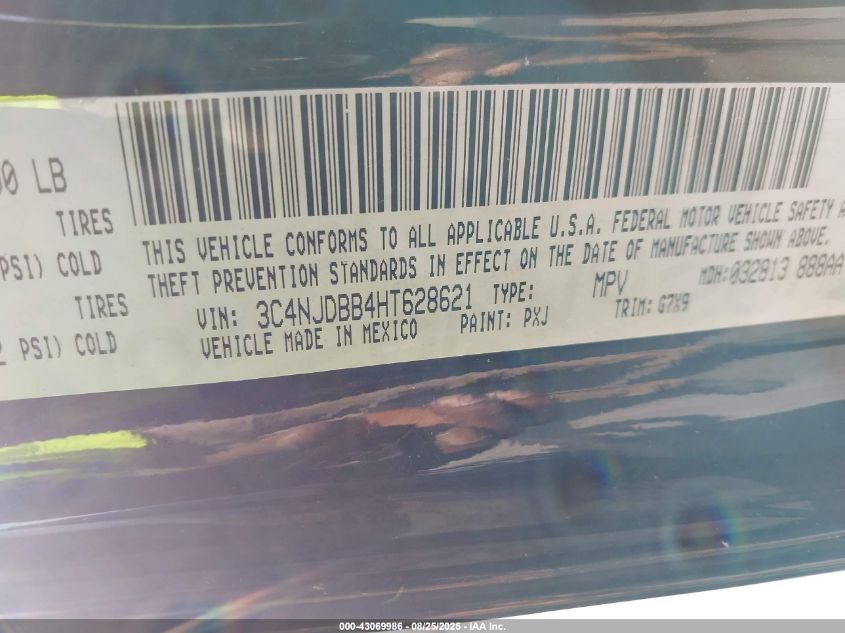 00 LB
TIRES
PSI) COLD
TIRES
PSI) COLD
THIS VEHICLE CONFORMS TO ALL APPLICABLE U.S.A. FEDERAL MOTOR VEHICLE SAFETY A
THEFT PREVENTION STANDARDS IN EFFECT ON THE DATE OF MANUFACTURE SHOWN ABOVE.
VIN: 3C4NJDBB4HT628621 TYPE: MPV MDH:032813 888AA
VEHICLE MADE IN MEXICO PAINT: PXJ TRIM: G7X9
000-43069986 - 08/25/2025 - IAA Inc.